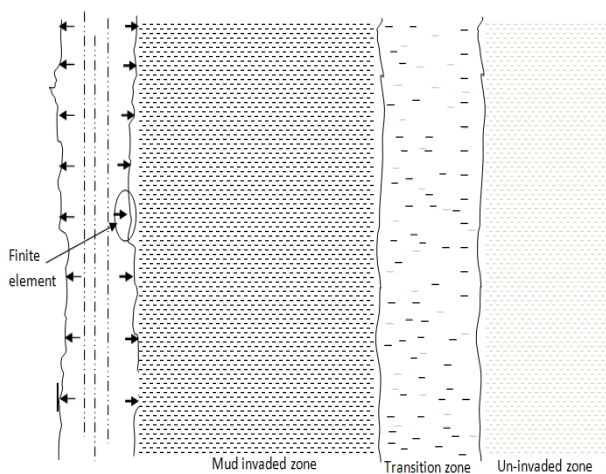 Finite
element
Mud invaded zone
Transition zone
Un-invaded zone